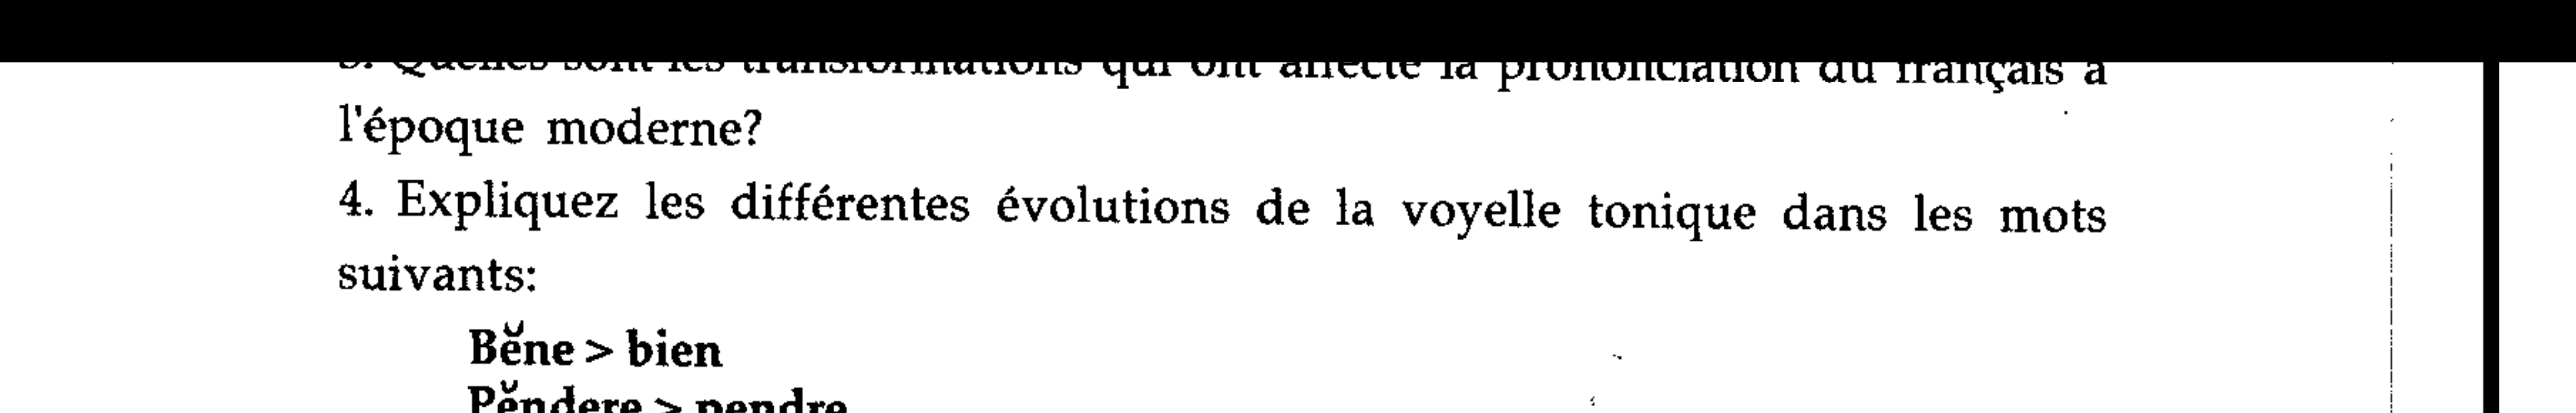 3. Quelles sont les transformations qui ont affecté la prononciation du français à
l'époque moderne?
4. Expliquez les différentes évolutions de la voyelle tonique dans les mots
suivants:
Bĕne > bien
Pĕndere > pendre